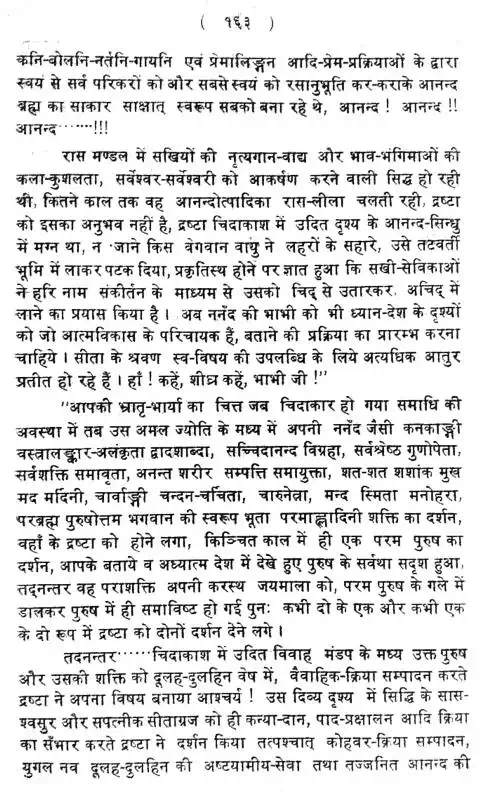 ( १६३ )
कनि-बोलनि-नर्तनि-गायनि एवं प्रेमालिङ्गन आदि-प्रेम-प्रक्रियाओं के द्वारा
स्वयं से सर्व परिकरों को और सबसे स्वयं को रसानुभूति कर-कराके आनन्द
ब्रह्म का साकार साक्षात् स्वरूप सबको बना रहे थे, आनन्द ! आनन्द !!
आनन्द·······!!!
रास मण्डल में सखियों की नृत्यगान-वाद्य और भाव-भंगिमाओं की
कला-कुशलता, सर्वेश्वर-सर्वेश्वरी को आकर्षण करने वाली सिद्ध हो रही
थी, कितने काल तक वह आनन्दोत्पादिका रास-लीला चलती रही, द्रष्टा
को इसका अनुभव नहीं है, द्रष्टा चिदाकाश में उदित दृश्य के आनन्द-सिन्धु
में मग्न था, न जाने किस वेगवान वायु ने लहरों के सहारे, उसे तटवर्ती
भूमि में लाकर पटक दिया, प्रकृतिस्थ होने पर ज्ञात हुआ कि सखी-सेविकाओं
ने हरि नाम संकीर्तन के माध्यम से उसको चिद् से उतारकर, अचिद् में
लाने का प्रयास किया है । अब ननँद की भाभी को भी ध्यान-देश के दृश्यों
को जो आत्मविकास के परिचायक हैं, बताने की प्रक्रिया का प्रारम्भ करना
चाहिये । सीता के श्रवण स्व-विषय की उपलब्धि के लिये अत्यधिक आतुर
प्रतीत हो रहे हैं । हाँ ! कहें, शीघ्र कहें, भाभी जी !"
"आपकी भ्रातृ-भार्या का चित्त जब चिदाकार हो गया समाधि की
अवस्था में तब उस अमल ज्योति के मध्य में अपनी ननँद जैसी कनकाङ्गी
वस्त्रालङ्कार-अलंकृता द्वादशाब्दा, सच्चिदानन्द विग्रहा, सर्वश्रेष्ठ गुणोपेता,
सर्वशक्ति समावृता, अनन्त शरीर सम्पत्ति समायुक्ता, शत-शत शशांक मुख
मद मर्दिनी, चार्वाङ्गी चन्दन-चर्चिता, चारुनेत्रा, मन्द स्मिता मनोहरा,
परब्रह्म पुरुषोत्तम भगवान की स्वरूप भूता परमाह्लादिनी शक्ति का दर्शन,
वहाँ के द्रष्टा को होने लगा, किञ्चित काल में ही एक परम पुरुष का
दर्शन, आपके बताये व अध्यात्म देश में देखे हुए पुरुष के सर्वथा सदृश हुआ,
तदनन्तर वह पराशक्ति अपनी करस्थ जयमाला को, परम पुरुष के गले में
डालकर पुरुष में ही समाविष्ट हो गई पुनः कभी दो के एक और कभी एक
के दो रूप में द्रष्टा को दोनों दर्शन देने लगे ।
तदनन्तर······चिदाकाश में उदित विवाह मंडप के मध्य उक्त पुरुष
और उसकी शक्ति को दूलह-दुलहिन वेष में, वैवाहिक-क्रिया सम्पादन करते
द्रष्टा ने अपना विषय बनाया आश्चर्य ! उस दिव्य दृश्य में सिद्धि के सास-
श्वसुर और सपत्नीक सीताग्रज को ही कन्या-दान, पाद-प्रक्षालन आदि क्रिया
का सँभार करते द्रष्टा ने दर्शन किया तत्पश्चात् कोहवर-क्रिया सम्पादन,
युगल नव दूलह-दुलहिन की अष्टयामीय-सेवा तथा तज्जनित आनन्द की